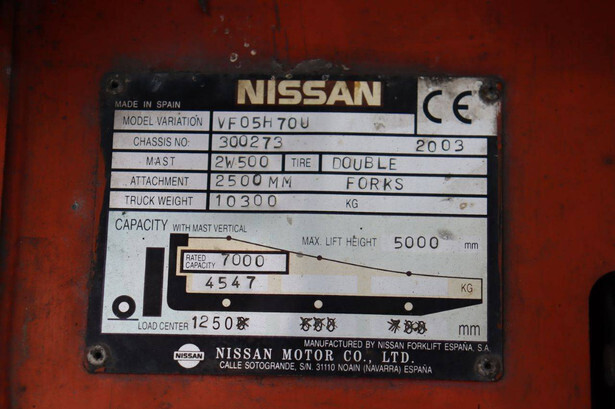 NISSAN
CE
MADE IN SPAIN
MODEL VARIATION VF05H70U
CHASSIS NO: 300273 2003
MAST 2W500 TIRE DOUBLE
ATTACHMENT 2500MM FORKS
TRUCK WEIGHT 10300 KG
CAPACITY WITH MAST VERTICAL MAX. LIFT HEIGHT 5000 mm
RATED CAPACITY 7000
4547 KG
LOAD CENTER 1250 mm
MANUFACTURED BY NISSAN FORKLIFT ESPAÑA, S.A.
NISSAN NISSAN MOTOR CO., LTD.
CALLE SOTOGRANDE, S/N, 31110 NOAIN (NAVARRA) ESPAÑA